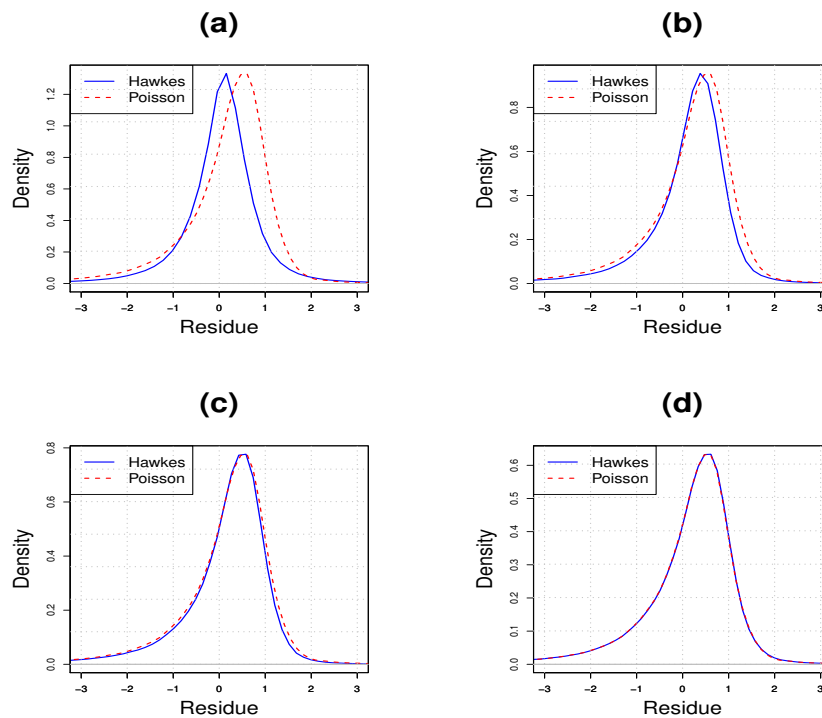 (a)
Hawkes
Poisson
Density
0.0 0.2 0.4 0.6 0.8 1.0 1.2
−3 −2 −1 0 1 2 3
Residue
(b)
Hawkes
Poisson
Density
0.0 0.2 0.4 0.6 0.8
−3 −2 −1 0 1 2 3
Residue
(c)
Hawkes
Poisson
Density
0.0 0.2 0.4 0.6 0.8
−3 −2 −1 0 1 2 3
Residue
(d)
Hawkes
Poisson
Density
0.0 0.1 0.2 0.3 0.4 0.5 0.6
−3 −2 −1 0 1 2 3
Residue